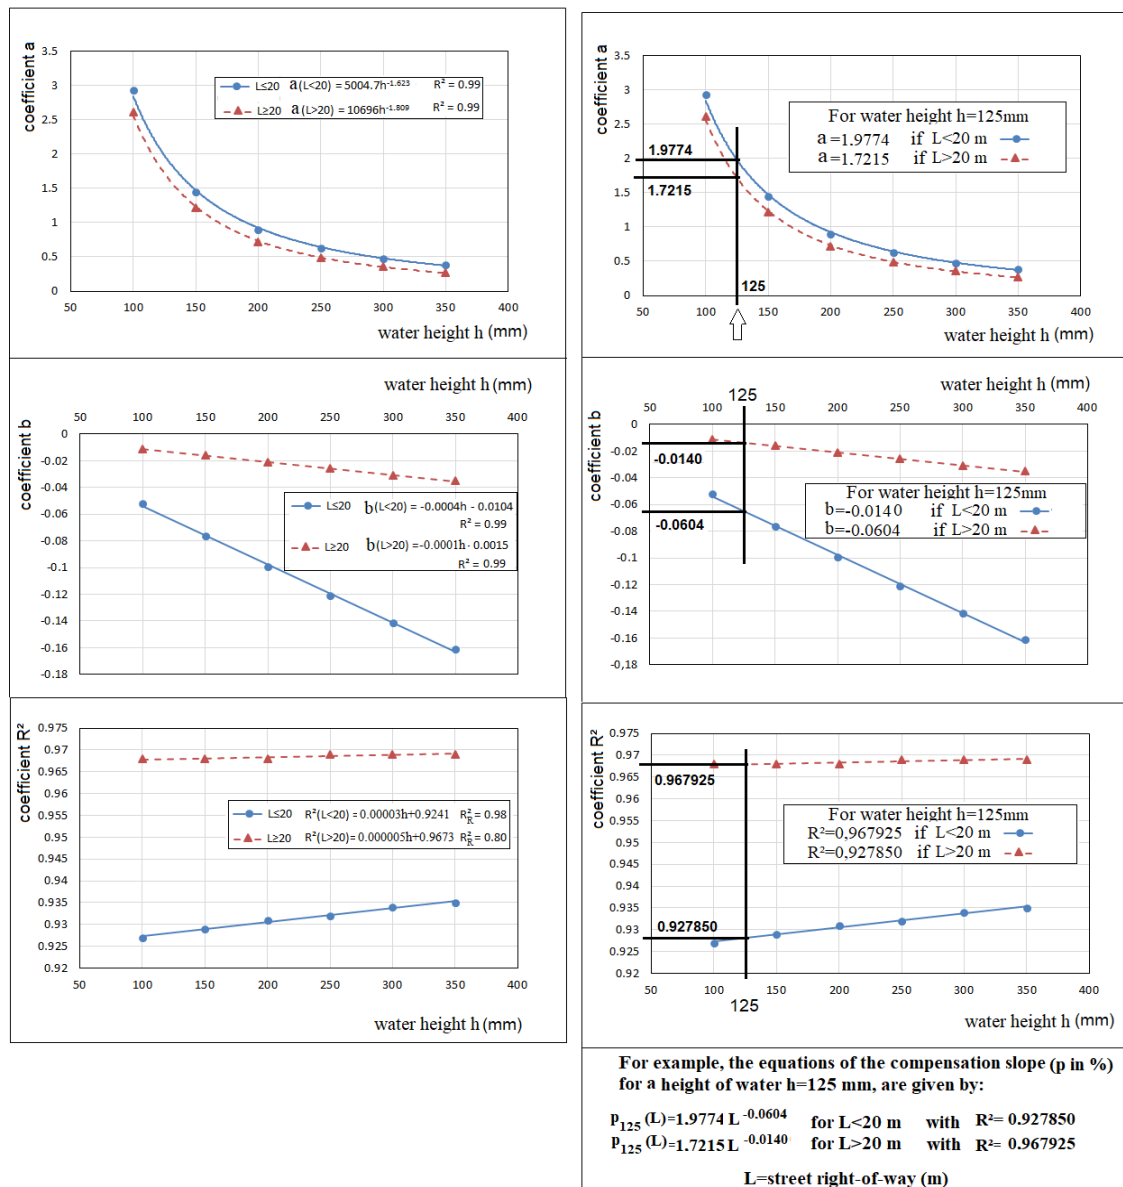 coefficient a
3.5
3
2.5
2
1.5
1
0.5
0
L≤20 a(L<20) = 5004.7h^-1.623 R² = 0.99
L≥20 a(L>20) = 10696h^-1.809 R² = 0.99
50 100 150 200 250 300 350 400
water height h (mm)
coefficient a
3.5
3
2.5
2
1.5
1
0.5
0
1.9774
1.7215
For water height h=125mm
a=1.9774 if L<20 m
a=1.7215 if L>20 m
125
50 100 150 200 250 300 350 400
water height h (mm)
water height h (mm)
50 100 150 200 250 300 350 400
coefficient b
0
-0.02
-0.04
-0.06
-0.08
-0.1
-0.12
-0.14
-0.16
-0.18
L≤20 b(L<20) = -0.0004h - 0.0104
R² = 0.99
L≥20 b(L>20) = -0.0001h - 0.0015
R² = 0.99
water height h (mm)
125
50 100 150 200 250 300 350 400
coefficient b
0
-0.02
-0.04
-0.06
-0.08
-0.1
-0.12
-0.14
-0.16
-0,18
-0.0140
-0.0604
For water height h=125mm
b=-0.0140 if L<20 m
b=-0.0604 if L>20 m
coefficient R²
0.975
0.97
0.965
0.96
0.955
0.95
0.945
0.94
0.935
0.93
0.925
0.92
L≤20 R²(L<20) = 0.00003h+0.9241 R²R = 0.98
L≥20 R²(L>20) = 0.000005h+0.9673 R²R = 0.80
50 100 150 200 250 300 350 400
water height h (mm)
coefficient R²
0.975
0.97
0.965
0.96
0.955
0.95
0.945
0.94
0.935
0.93
0.925
0.92
0.967925
0.927850
For water height h=125mm
R²=0,967925 if L<20 m
R²=0,927850 if L>20 m
50 100 150 200 250 300 350 400
125
water height h (mm)
For example, the equations of the compensation slope (p in %)
for a height of water h=125 mm, are given by:
p125 (L)=1.9774 L^-0.0604 for L<20 m with R²= 0.927850
p125 (L)=1.7215 L^-0.0140 for L>20 m with R²= 0.967925
L=street right-of-way (m)